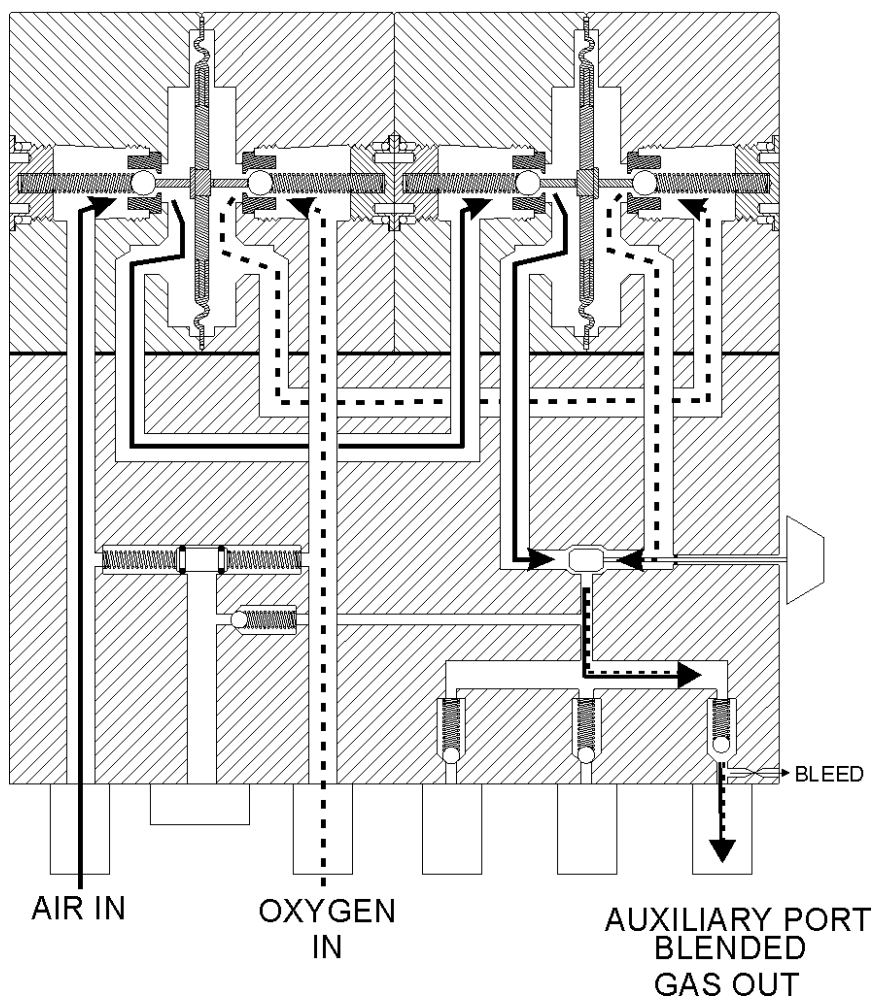 BLEED
AIR IN
OXYGEN
IN
AUXILIARY PORT
BLENDED
GAS OUT